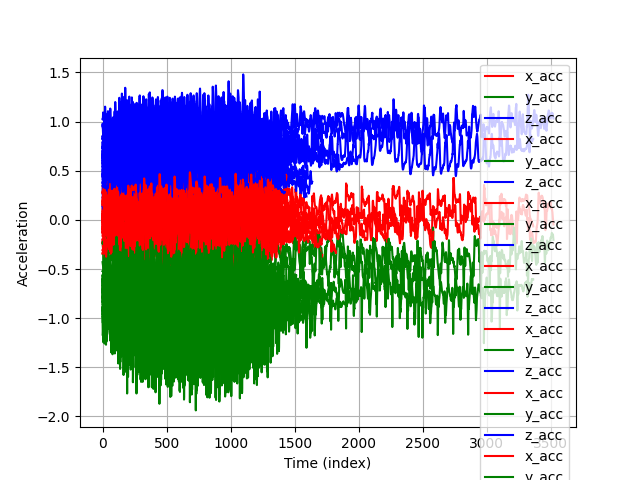 1.5
1.0
0.5
0.0
−0.5
−1.0
−1.5
−2.0
Acceleration
0
500
1000
1500
2000
2500
3000
3500
Time (index)
x_acc
y_acc
z_acc
x_acc
y_acc
z_acc
x_acc
y_acc
z_acc
x_acc
y_acc
z_acc
x_acc
y_acc
z_acc
x_acc
y_acc
z_acc
x_acc
y_acc